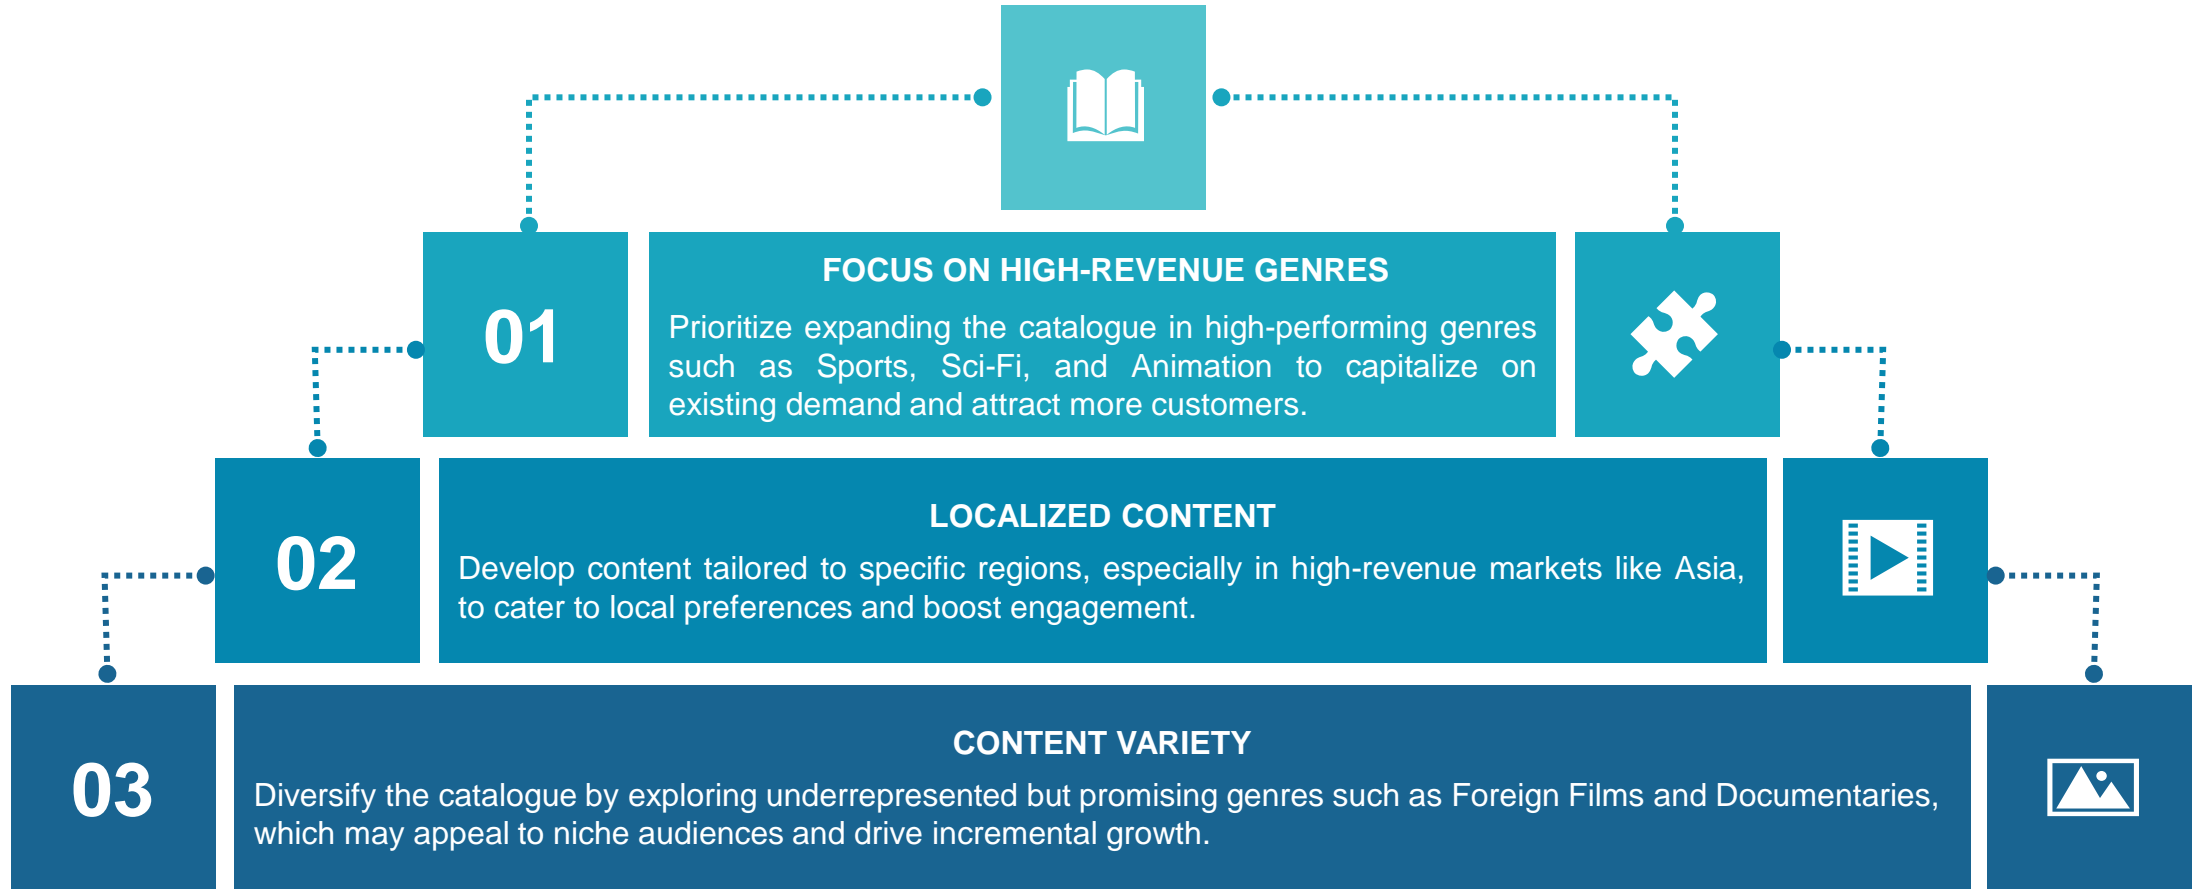 01
FOCUS ON HIGH-REVENUE GENRES
Prioritize expanding the catalogue in high-performing genres
such as Sports, Sci-Fi, and Animation to capitalize on
existing demand and attract more customers.
02
LOCALIZED CONTENT
Develop content tailored to specific regions, especially in high-revenue markets like Asia,
to cater to local preferences and boost engagement.
03
CONTENT VARIETY
Diversify the catalogue by exploring underrepresented but promising genres such as Foreign Films and Documentaries,
which may appeal to niche audiences and drive incremental growth.